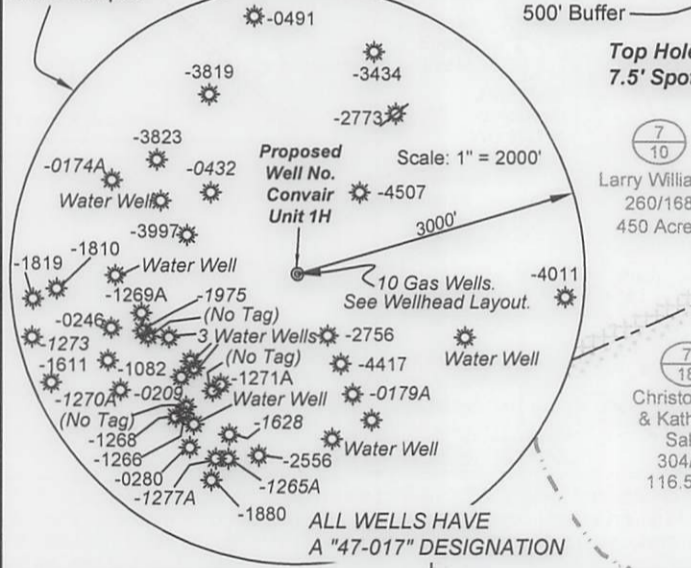 500' Buffer
-0491
-3819
-3434
-2773
Top Hole
7.5' Spot
7
10
Larry Willia
260/168
450 Acre
-3823
-0174A
-0432
Water Well
Proposed
Well No.
Convair
Unit 1H
Scale: 1" = 2000'
-4507
3000'
-3997
-1819
-1810
Water Well
10 Gas Wells.
See Wellhead Layout.
-4011
-1269A
-1975
(No Tag)
-0246
3 Water Wells
-2756
Water Well
-1273
-1611
-1082
(No Tag)
-1271A
-4417
-0179A
-1270A
-0209
Water Well
(No Tag)
-1268
-1266
-1628
Water Well
-0280
-2556
-1277A
-1265A
-1880
7
18
Christo
& Kath
Sal
304/
116.5
ALL WELLS HAVE
A "47-017" DESIGNATION